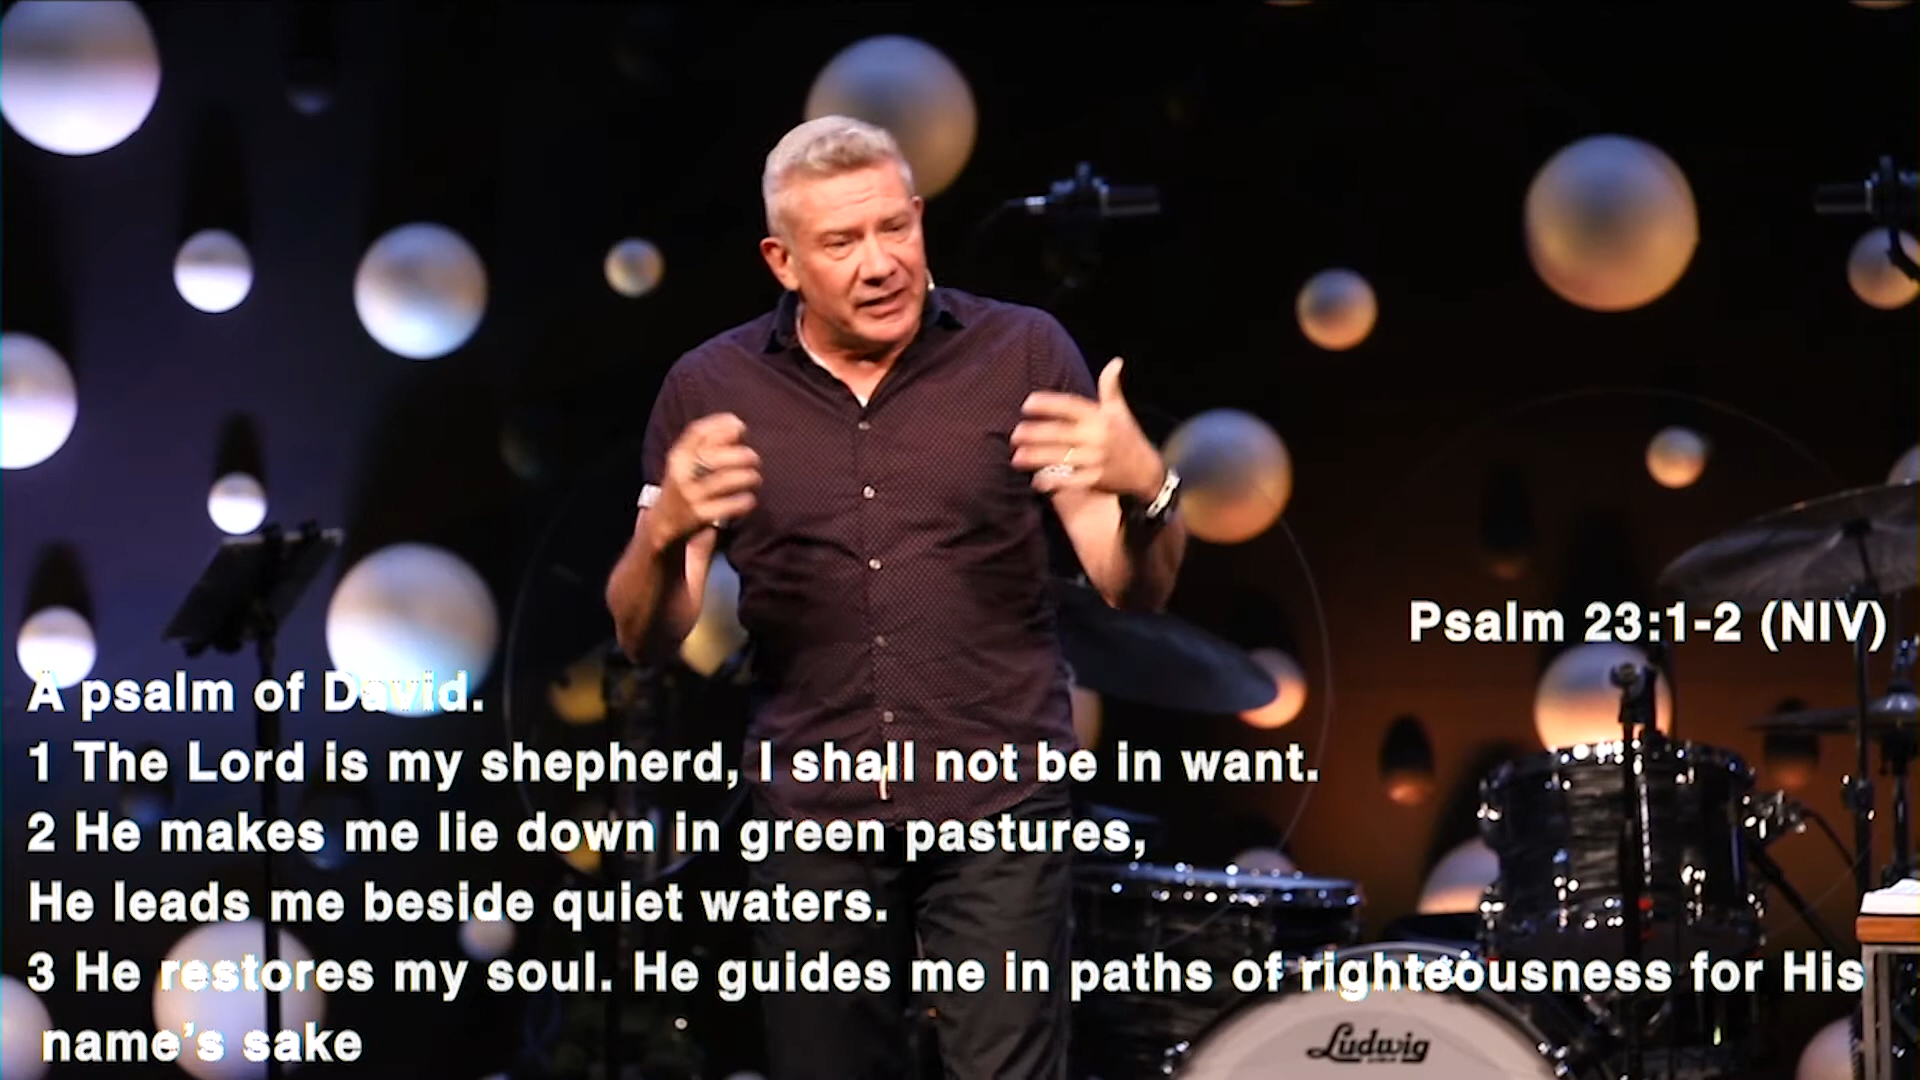 Psalm 23:1-2 (NIV)
A psalm of David.
1 The Lord is my shepherd, I shall not be in want.
2 He makes me lie down in green pastures,
He leads me beside quiet waters.
3 He restores my soul. He guides me in paths of righteousness for His
name’s sake
Ludwig